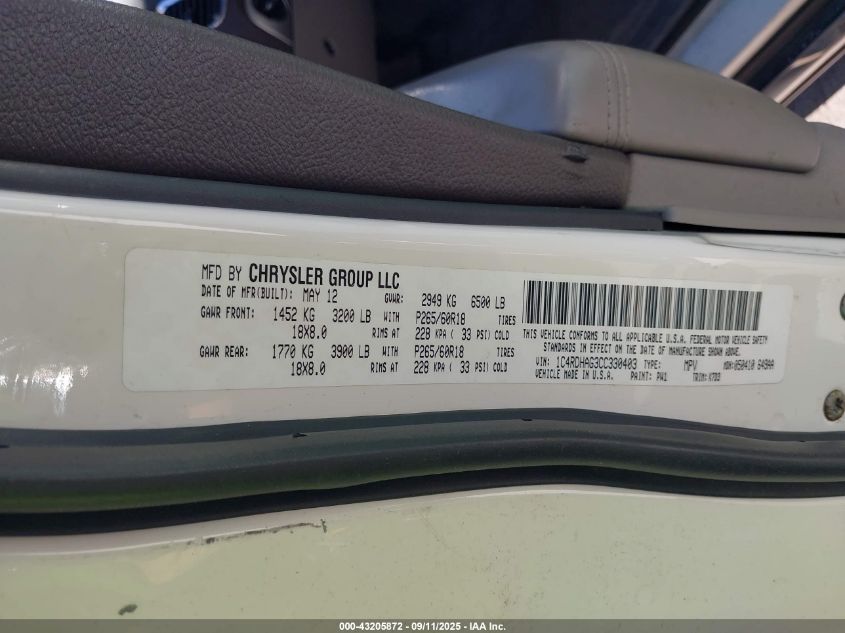 MFD BY CHRYSLER GROUP LLC
DATE OF MFR(BUILT): MAY 12 GVWR: 2949 KG 6500 LB
GAWR FRONT: 1452 KG 3200 LB WITH P265/60R18 TIRES
18X8.0 RIMS AT 228 KPA ( 33 PSI) COLD
GAWR REAR: 1770 KG 3900 LB WITH P265/60R18 TIRES
18X8.0 RIMS AT 228 KPA ( 33 PSI) COLD
THIS VEHICLE CONFORMS TO ALL APPLICABLE U.S.A. FEDERAL MOTOR VEHICLE SAFETY
STANDARDS IN EFFECT ON THE DATE OF MANUFACTURE SHOWN ABOVE.
VIN: 1C4RDHAG3CC330403 TYPE: MPV MDH:050410 649AA
VEHICLE MADE IN U.S.A. PAINT: PW1 TRIM:
000-43205872 - 09/11/2025 - IAA Inc.